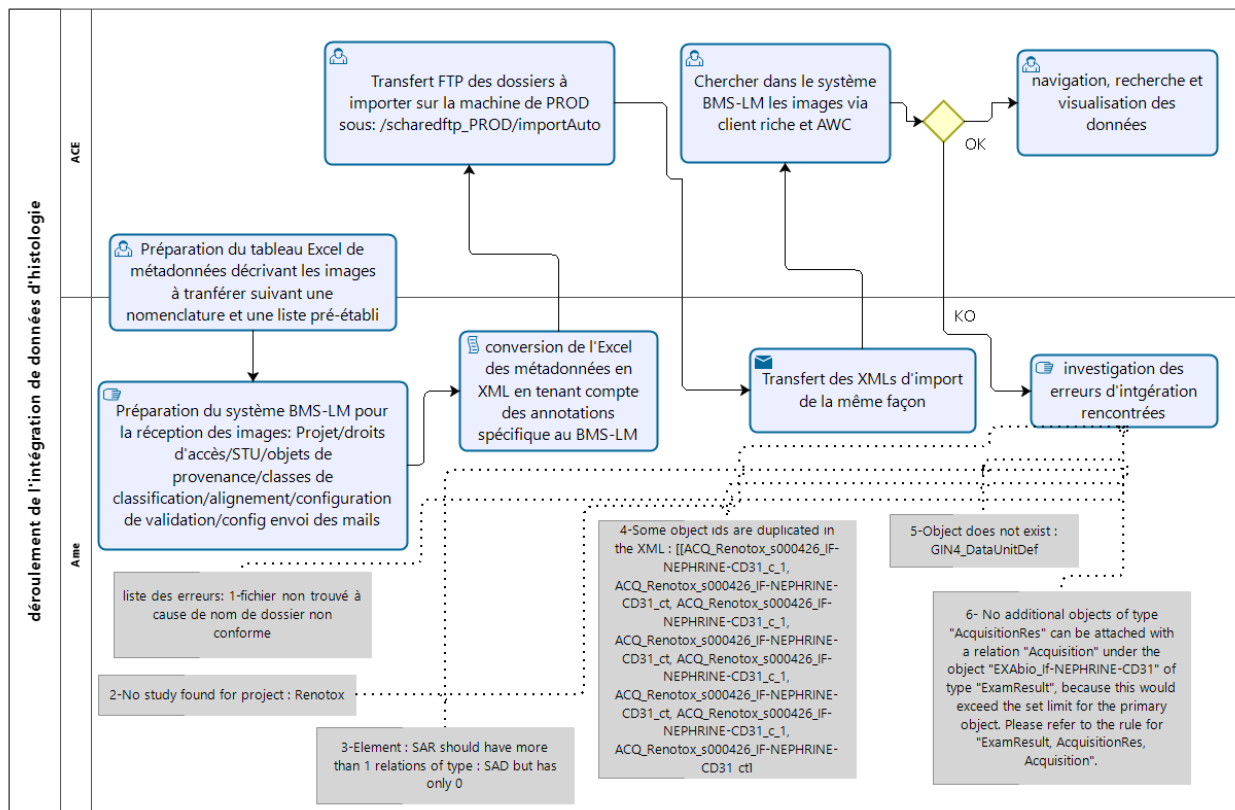 déroulement de l'intégration de données d'histologie
ACE
Transfert FTP des dossiers à
importer sur la machine de PROD
sous: /scharedftp_PROD/importAuto
Chercher dans le système
BMS-LM les images via
client riche et AWC
OK
navigation, recherche et
visualisation des
données
Préparation du tableau Excel de
métadonnées décrivant les images
à tranférer suivant une
nomenclature et une liste pré-établi
KO
Ame
Préparation du système BMS-LM pour
la réception des images: Projet/droits
d'accès/STU/objets de
provenance/classes de
classification/alignement/configuration
de validation/config envoi des mails
conversion de l'Excel
des métadonnées en
XML en tenant compte
des annotations
spécifique au BMS-LM
Transfert des XMLs d'import
de la même façon
investigation des
erreurs d'intgération
rencontrées
liste des erreurs: 1-fichier non trouvé à
cause de nom de dossier non
conforme
2-No study found for project : Renotox
3-Element : SAR should have more
than 1 relations of type : SAD but has
only 0
4-Some object ids are duplicated in
the XML : [[ACQ_Renotox_s000426_IF-
NEPHRINE-CD31_c_1,
ACQ_Renotox_s000426_IF-NEPHRINE-
CD31_ct, ACQ_Renotox_s000426_IF-
NEPHRINE-CD31_c_1,
ACQ_Renotox_s000426_IF-NEPHRINE-
CD31_ct, ACQ_Renotox_s000426_IF-
NEPHRINE-CD31_c_1,
ACQ_Renotox_s000426_IF-NEPHRINE-
CD31_ct, ACQ_Renotox_s000426_IF-
NEPHRINE-CD31_c_1,
ACQ_Renotox_s000426_IF-NEPHRINE-
CD31 ct1
5-Object does not exist :
GIN4_DataUnitDef
6- No additional objects of type
"AcquisitionRes" can be attached with
a relation "Acquisition" under the
object "EXAbio_If-NEPHRINE-CD31" of
type "ExamResult", because this would
exceed the set limit for the primary
object. Please refer to the rule for
"ExamResult, AcquisitionRes,
Acquisition".